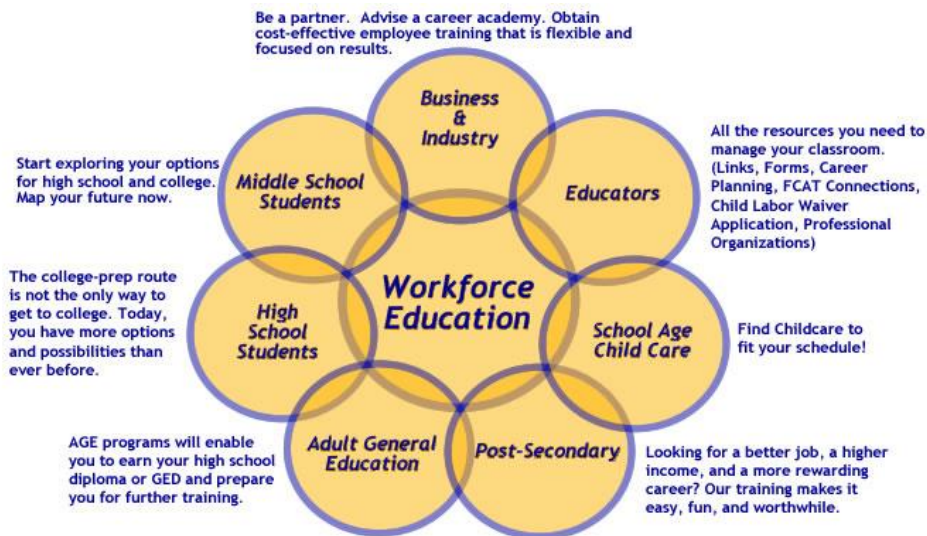 Be a partner.  Advise a career academy. Obtain
cost-effective employee training that is flexible and
focused on results.
Business
&
Industry
All the resources you need to
manage your classroom.
(Links, Forms, Career
Planning, FCAT Connections,
Child Labor Waiver
Application, Professional
Organizations)
Educators
Start exploring your options
for high school and college.
Map your future now.
Middle School
Students
Workforce
Education
The college-prep route
is not the only way to
get to college. Today,
you have more options
and possibilities than
ever before.
High
School
Students
School Age
Child Care
Find Childcare to
fit your schedule!
AGE programs will enable
you to earn your high school
diploma or GED and prepare
you for further training.
Adult General
Education
Post-Secondary
Looking for a better job, a higher
income, and a more rewarding
career? Our training makes it
easy, fun, and worthwhile.